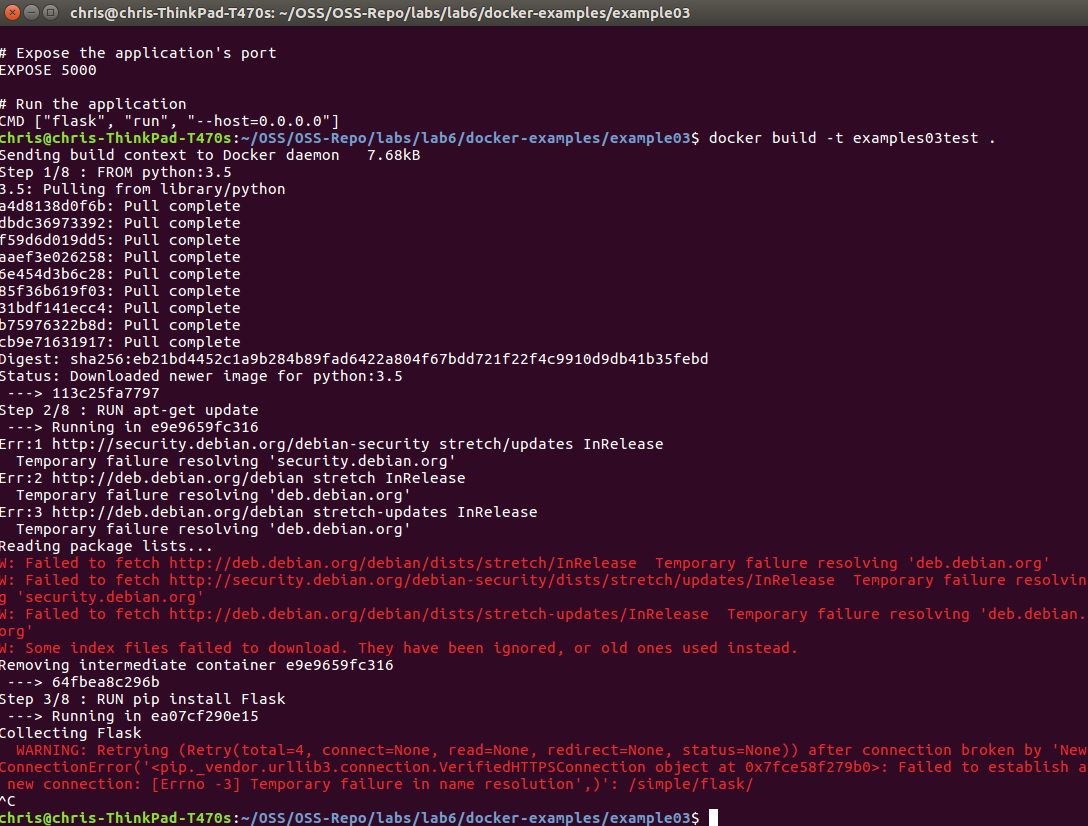 chris@chris-ThinkPad-T470s: ~/OSS/OSS-Repo/labs/lab6/docker-examples/example03
# Expose the application's port
EXPOSE 5000
# Run the application
CMD ["flask", "run", "--host=0.0.0.0"]
chris@chris-ThinkPad-T470s:~/OSS/OSS-Repo/labs/lab6/docker-examples/example03$ docker build -t examples03test .
Sending build context to Docker daemon   7.68kB
Step 1/8 : FROM python:3.5
3.5: Pulling from library/python
a4d8138d0f6b: Pull complete
dbdc36973392: Pull complete
f59d6d019dd5: Pull complete
aaef3e026258: Pull complete
6e454d3b6c28: Pull complete
85f36b619f03: Pull complete
31bdf141ecc4: Pull complete
b75976322b8d: Pull complete
cb9e71631917: Pull complete
Digest: sha256:eb21bd4452c1a9b284b89fad6422a804f67bdd721f22f4c9910d9db41b35febd
Status: Downloaded newer image for python:3.5
 ---> 113c25fa7797
Step 2/8 : RUN apt-get update
 ---> Running in e9e9659fc316
Err:1 http://security.debian.org/debian-security stretch/updates InRelease
  Temporary failure resolving 'security.debian.org'
Err:2 http://deb.debian.org/debian stretch InRelease
  Temporary failure resolving 'deb.debian.org'
Err:3 http://deb.debian.org/debian stretch-updates InRelease
  Temporary failure resolving 'deb.debian.org'
Reading package lists...
W: Failed to fetch http://deb.debian.org/debian/dists/stretch/InRelease  Temporary failure resolving 'deb.debian.org'
W: Failed to fetch http://security.debian.org/debian-security/dists/stretch/updates/InRelease  Temporary failure resolvin
g 'security.debian.org'
W: Failed to fetch http://deb.debian.org/debian/dists/stretch-updates/InRelease  Temporary failure resolving 'deb.debian.
org'
W: Some index files failed to download. They have been ignored, or old ones used instead.
Removing intermediate container e9e9659fc316
 ---> 64fbea8c296b
Step 3/8 : RUN pip install Flask
 ---> Running in ea07cf290e15
Collecting Flask
  WARNING: Retrying (Retry(total=4, connect=None, read=None, redirect=None, status=None)) after connection broken by 'New
ConnectionError('<pip._vendor.urllib3.connection.VerifiedHTTPSConnection object at 0x7fce58f279b0>: Failed to establish a
 new connection: [Errno -3] Temporary failure in name resolution',)': /simple/flask/
^C
chris@chris-ThinkPad-T470s:~/OSS/OSS-Repo/labs/lab6/docker-examples/example03$